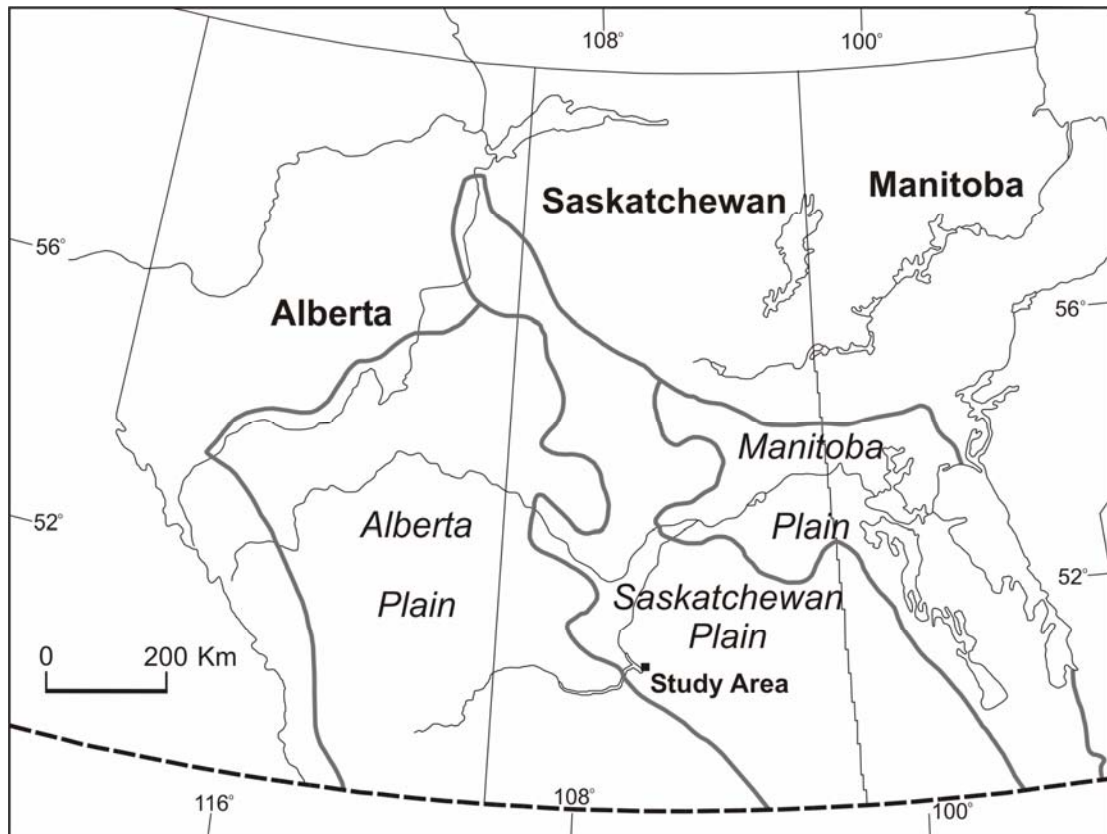 108°
100°
Saskatchewan
Manitoba
56°
Alberta
56°
Manitoba
Plain
52°
Alberta
Plain
52°
Saskatchewan
Plain
0 200 Km
Study Area
116°
108°
100°